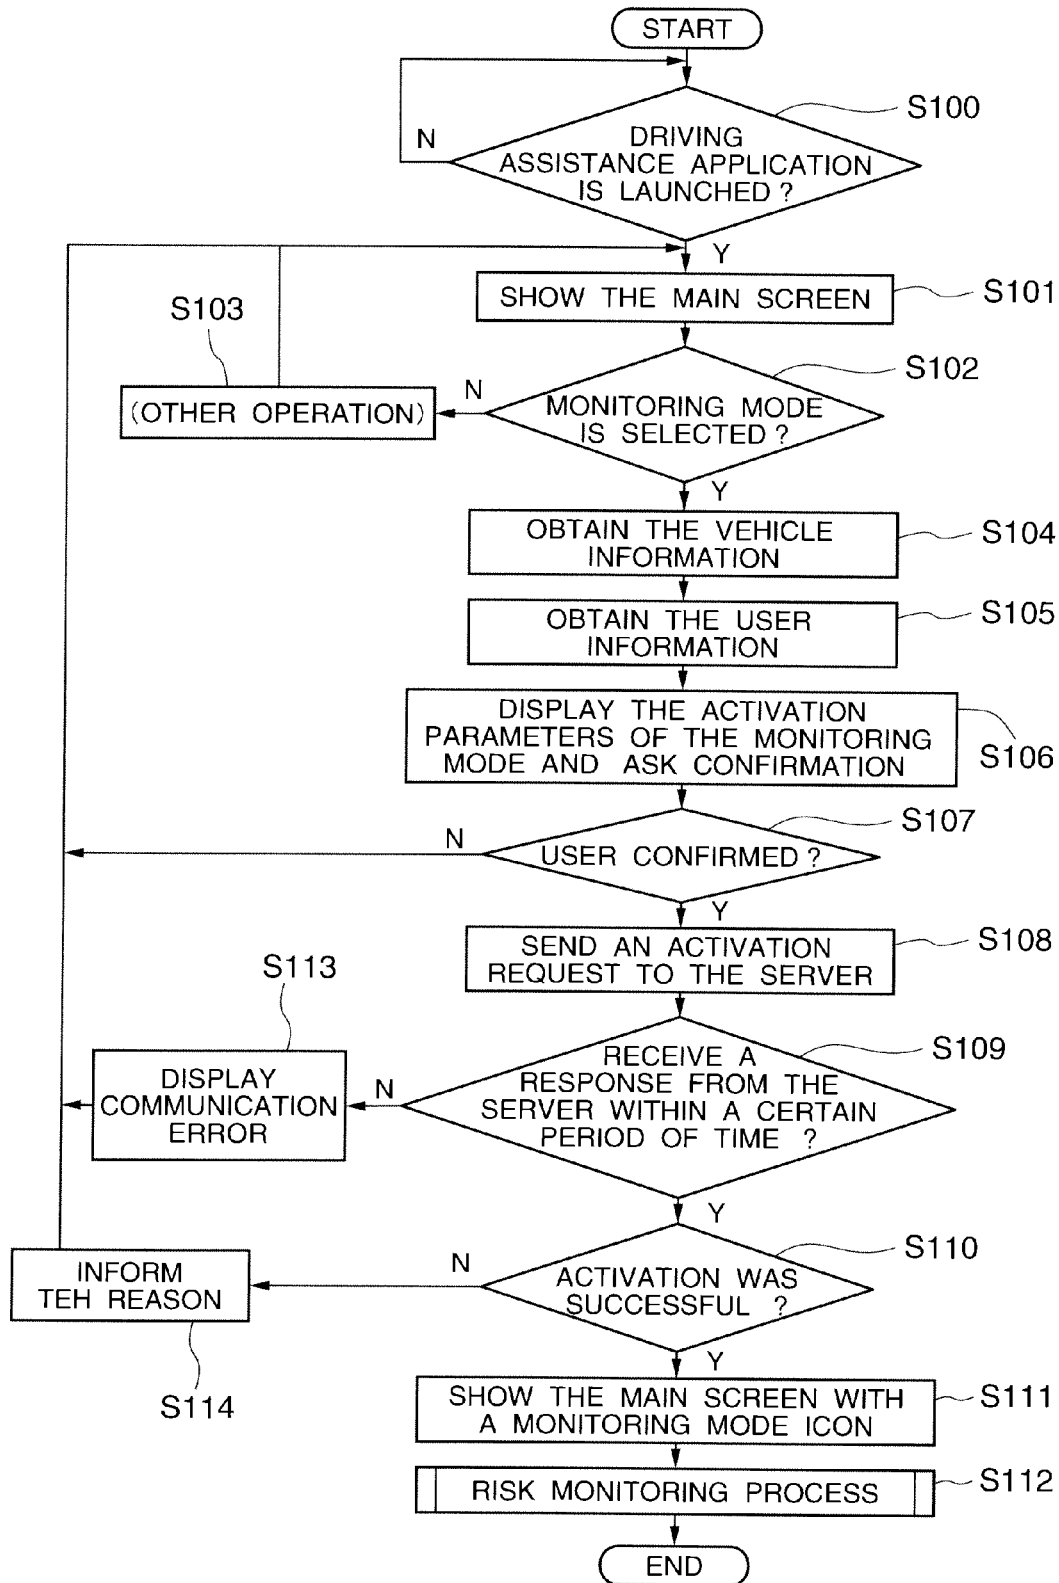 START
S100
N
DRIVING
ASSISTANCE APPLICATION
IS LAUNCHED ?
Y
SHOW THE MAIN SCREEN
S101
S103
S102
(OTHER OPERATION)
N
MONITORING MODE
IS SELECTED ?
Y
OBTAIN THE VEHICLE
INFORMATION
S104
OBTAIN THE USER
INFORMATION
S105
DISPLAY THE ACTIVATION
PARAMETERS OF THE MONITORING
MODE AND ASK CONFIRMATION
S106
S107
N
USER CONFIRMED ?
Y
SEND AN ACTIVATION
REQUEST TO THE SERVER
S108
S113
S109
DISPLAY
COMMUNICATION
ERROR
N
RECEIVE A
RESPONSE FROM THE
SERVER WITHIN A CERTAIN
PERIOD OF TIME ?
Y
S110
INFORM
TEH REASON
N
ACTIVATION WAS
SUCCESSFUL ?
S114
Y
SHOW THE MAIN SCREEN WITH
A MONITORING MODE ICON
S111
RISK MONITORING PROCESS
S112
END